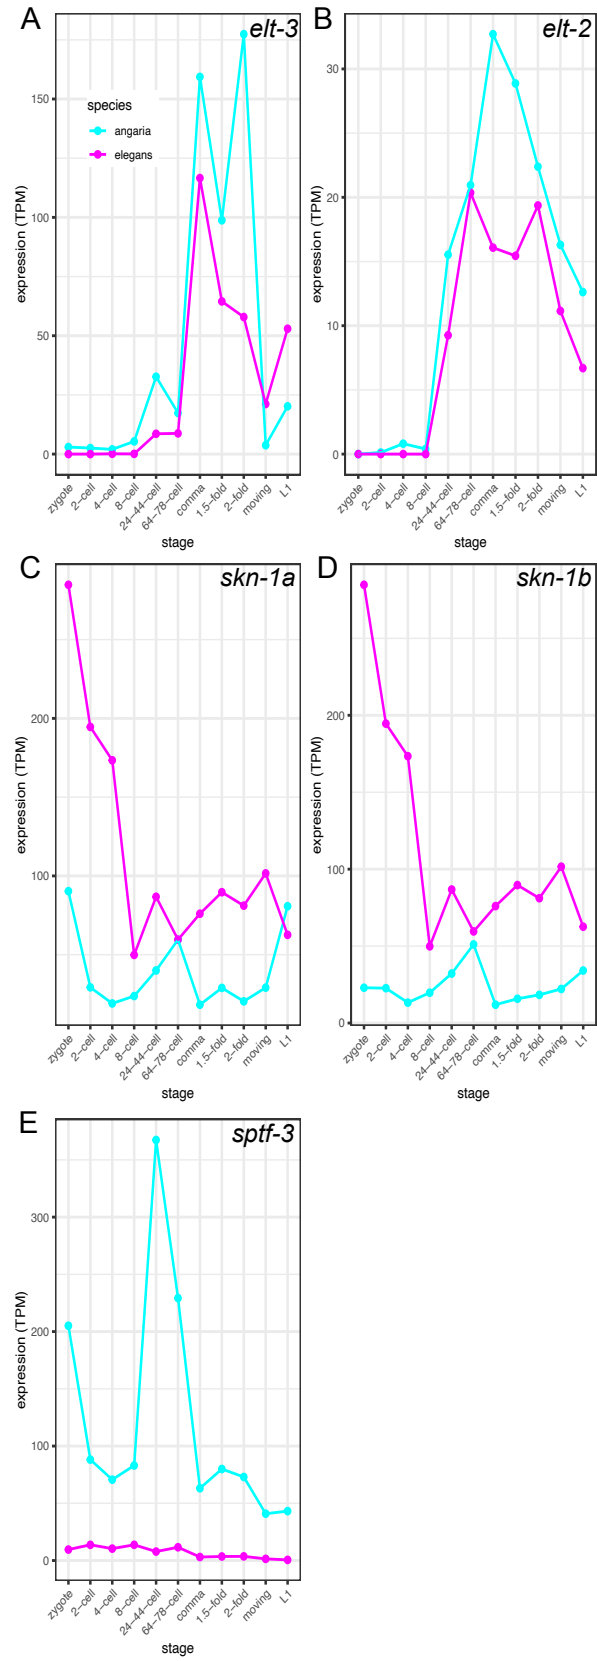 A
elt-3
150
100
50
0
expression (TPM)
species
angaria
elegans
zygote
2−cell
4−cell
8−cell
24−44−cell
64−78−cell
comma
1.5−fold
2−fold
moving
L1
stage
B
elt-2
30
20
10
0
expression (TPM)
zygote
2−cell
4−cell
8−cell
24−44−cell
64−78−cell
comma
1.5−fold
2−fold
moving
L1
stage
C
skn-1a
200
100
expression (TPM)
zygote
2−cell
4−cell
8−cell
24−44−cell
64−78−cell
comma
1.5−fold
2−fold
moving
L1
stage
D
skn-1b
200
100
0
expression (TPM)
zygote
2−cell
4−cell
8−cell
24−44−cell
64−78−cell
comma
1.5−fold
2−fold
moving
L1
stage
E
sptf-3
300
200
100
0
expression (TPM)
zygote
2−cell
4−cell
8−cell
24−44−cell
64−78−cell
comma
1.5−fold
2−fold
moving
L1
stage